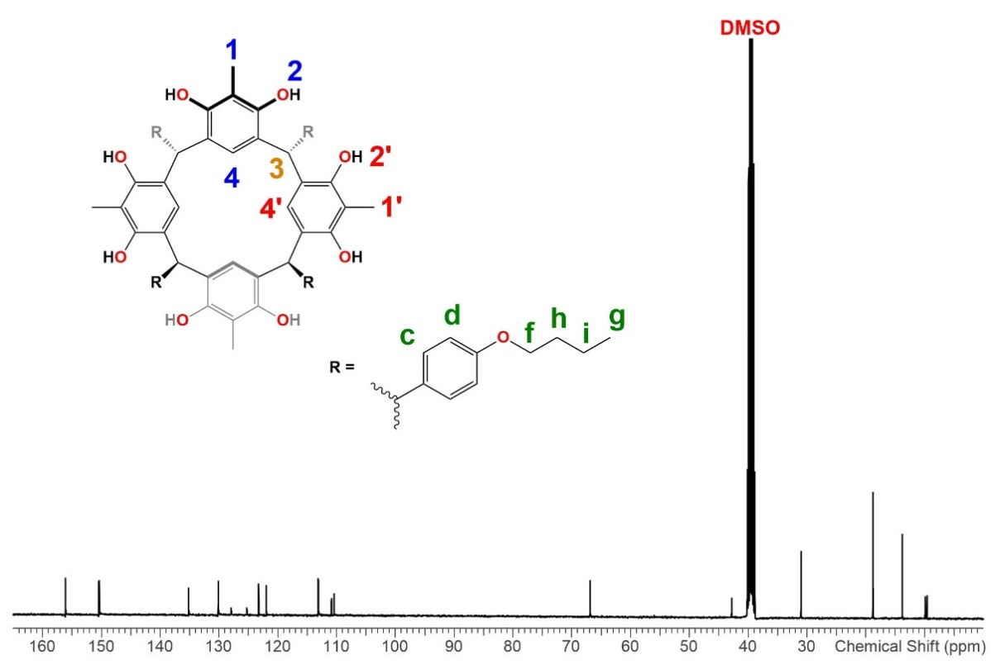 DMSO
1
2
HO
OH
R
R
HO
OH
2'
3
4
4'
1'
HO
OH
R
R
HO
OH
R =
c
d
O
f
h
i
g
160
150
140
130
120
110
100
90
80
70
60
50
40
30
Chemical Shift (ppm)